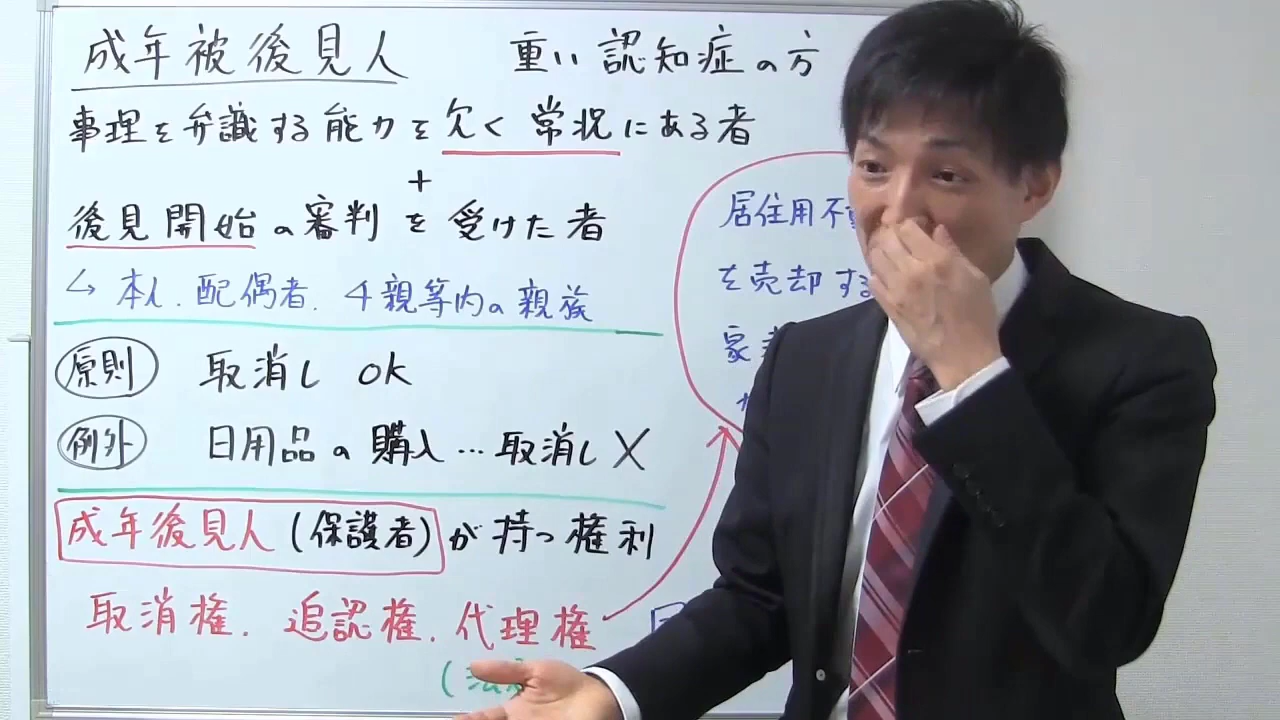 成年被後見人 重い認知症の方
事理を弁識する能力を欠く常況にある者
+
後見開始の審判を受けた者
↳ 本人.配偶者.4親等内の親族
原則 取消し OK
例外 日用品の購入…取消し X
成年後見人(保護者)が持つ権利
取消権.追認権.代理権
(法
居住用不
を売却す
家